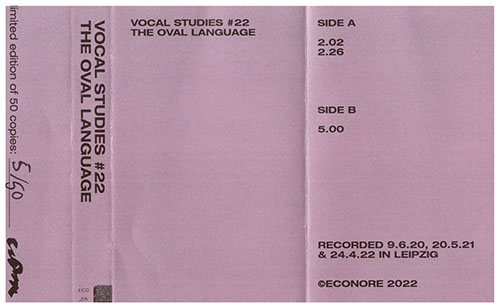 limited edition of 50 copies: 5/50
VOCAL STUDIES #22
THE OVAL LANGUAGE
ECO
VOCAL STUDIES #22
THE OVAL LANGUAGE
SIDE A
2.02
2.26
SIDE B
5.00
RECORDED 9.6.20, 20.5.21
& 24.4.22 IN LEIPZIG
©ECONORE 2022